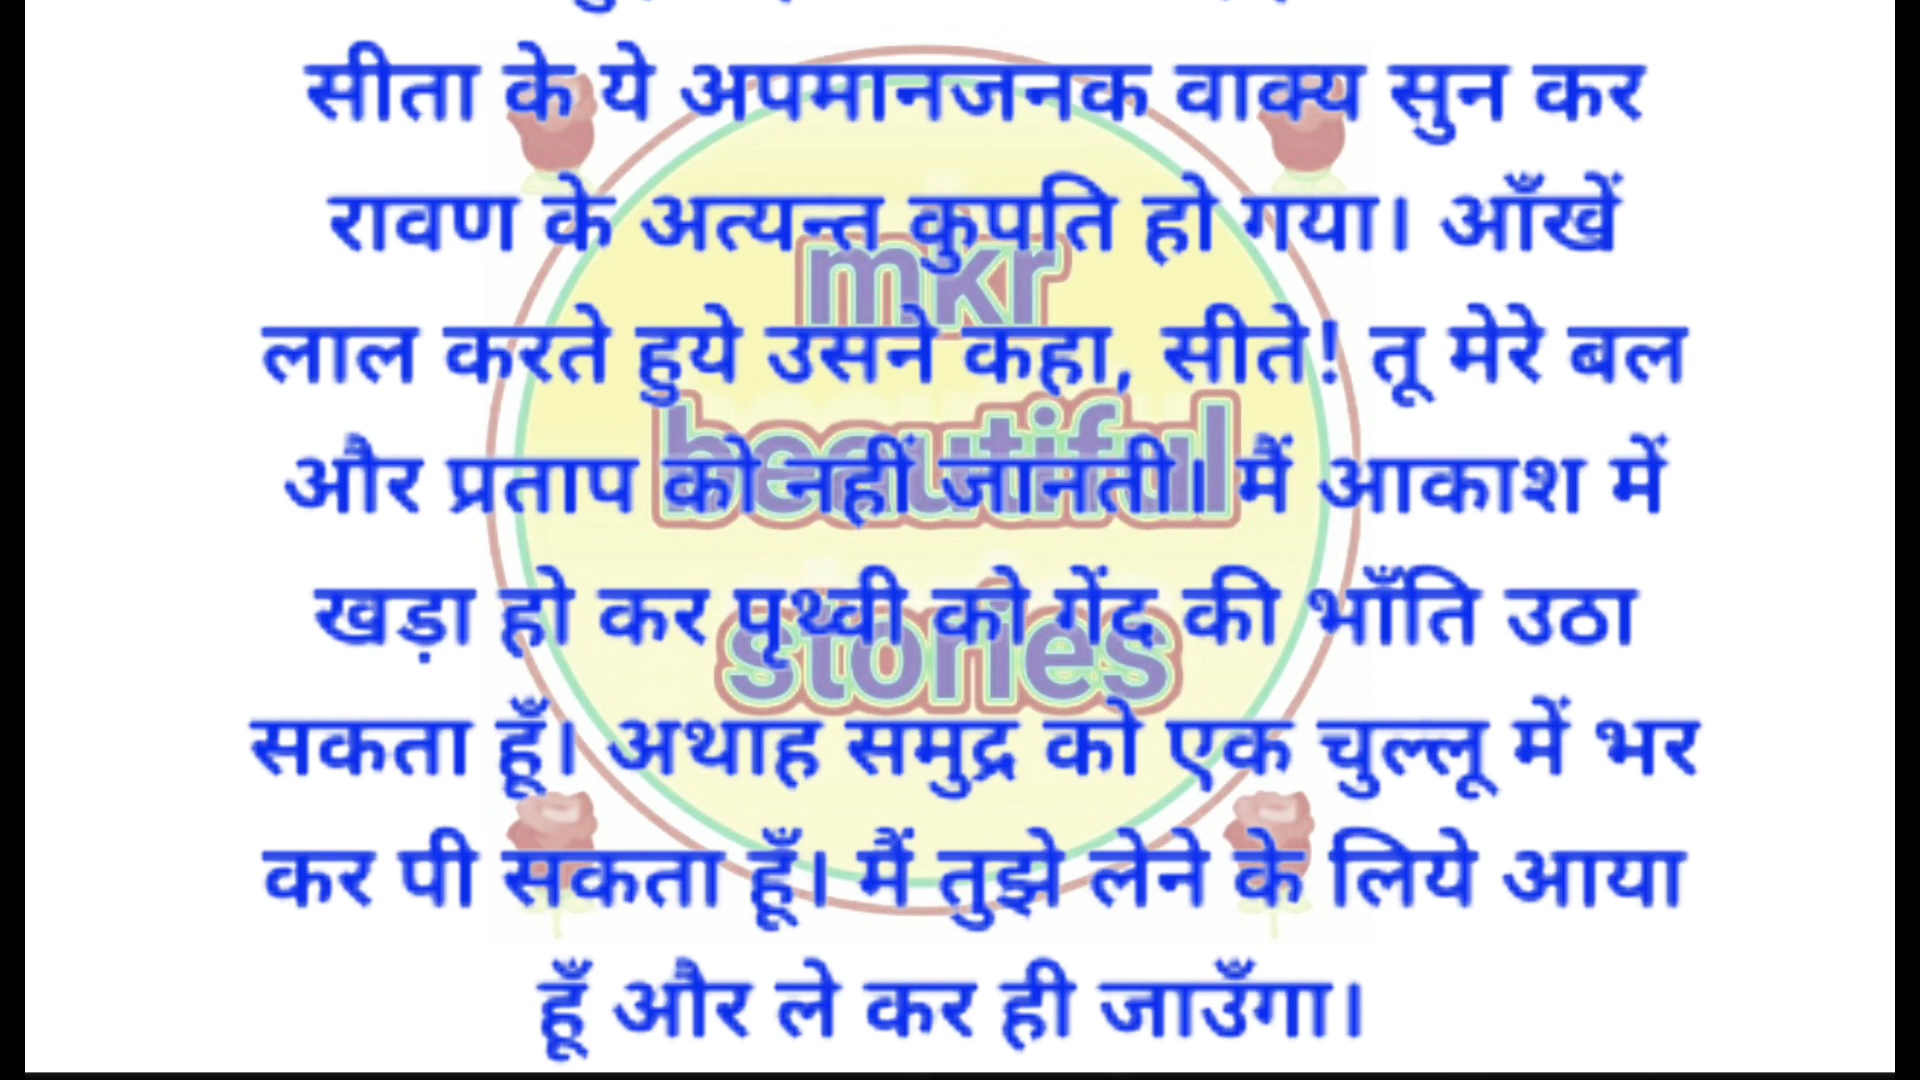 सीता के ये अपमानजनक वाक्य सुन कर
रावण के अत्यन्त कुपति हो गया। आँखें
लाल करते हुये उसने कहा, सीते! तू मेरे बल
और प्रताप को नहीं जानती। मैं आकाश में
खड़ा हो कर पृथ्वी को गेंद की भाँति उठा
सकता हूँ। अथाह समुद्र को एक चुल्लू में भर
कर पी सकता हूँ। मैं तुझे लेने के लिये आया
हूँ और ले कर ही जाउँगा।
mkr
beautiful
stories